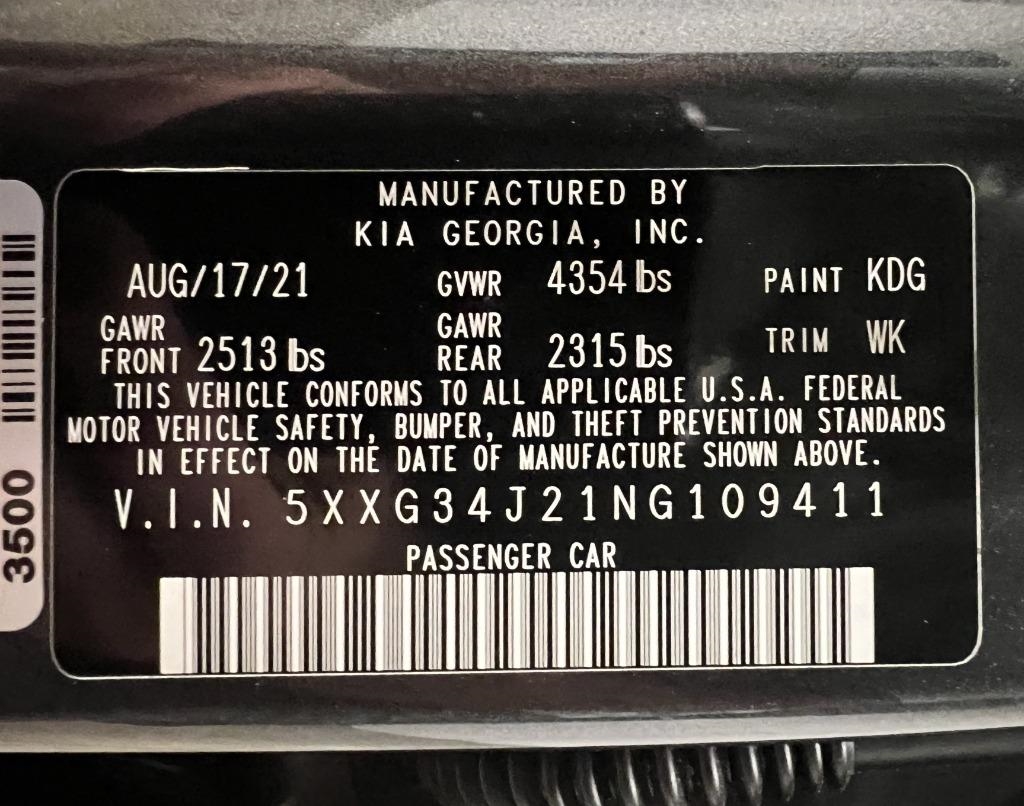 MANUFACTURED BY
KIA GEORGIA, INC.
AUG/17/21 GVWR 4354 lbs PAINT KDG
GAWR FRONT 2513 lbs GAWR REAR 2315 lbs TRIM WK
THIS VEHICLE CONFORMS TO ALL APPLICABLE U.S.A. FEDERAL
MOTOR VEHICLE SAFETY, BUMPER, AND THEFT PREVENTION STANDARDS
IN EFFECT ON THE DATE OF MANUFACTURE SHOWN ABOVE.
V.I.N. 5XXG34J21NG109411
PASSENGER CAR
3500